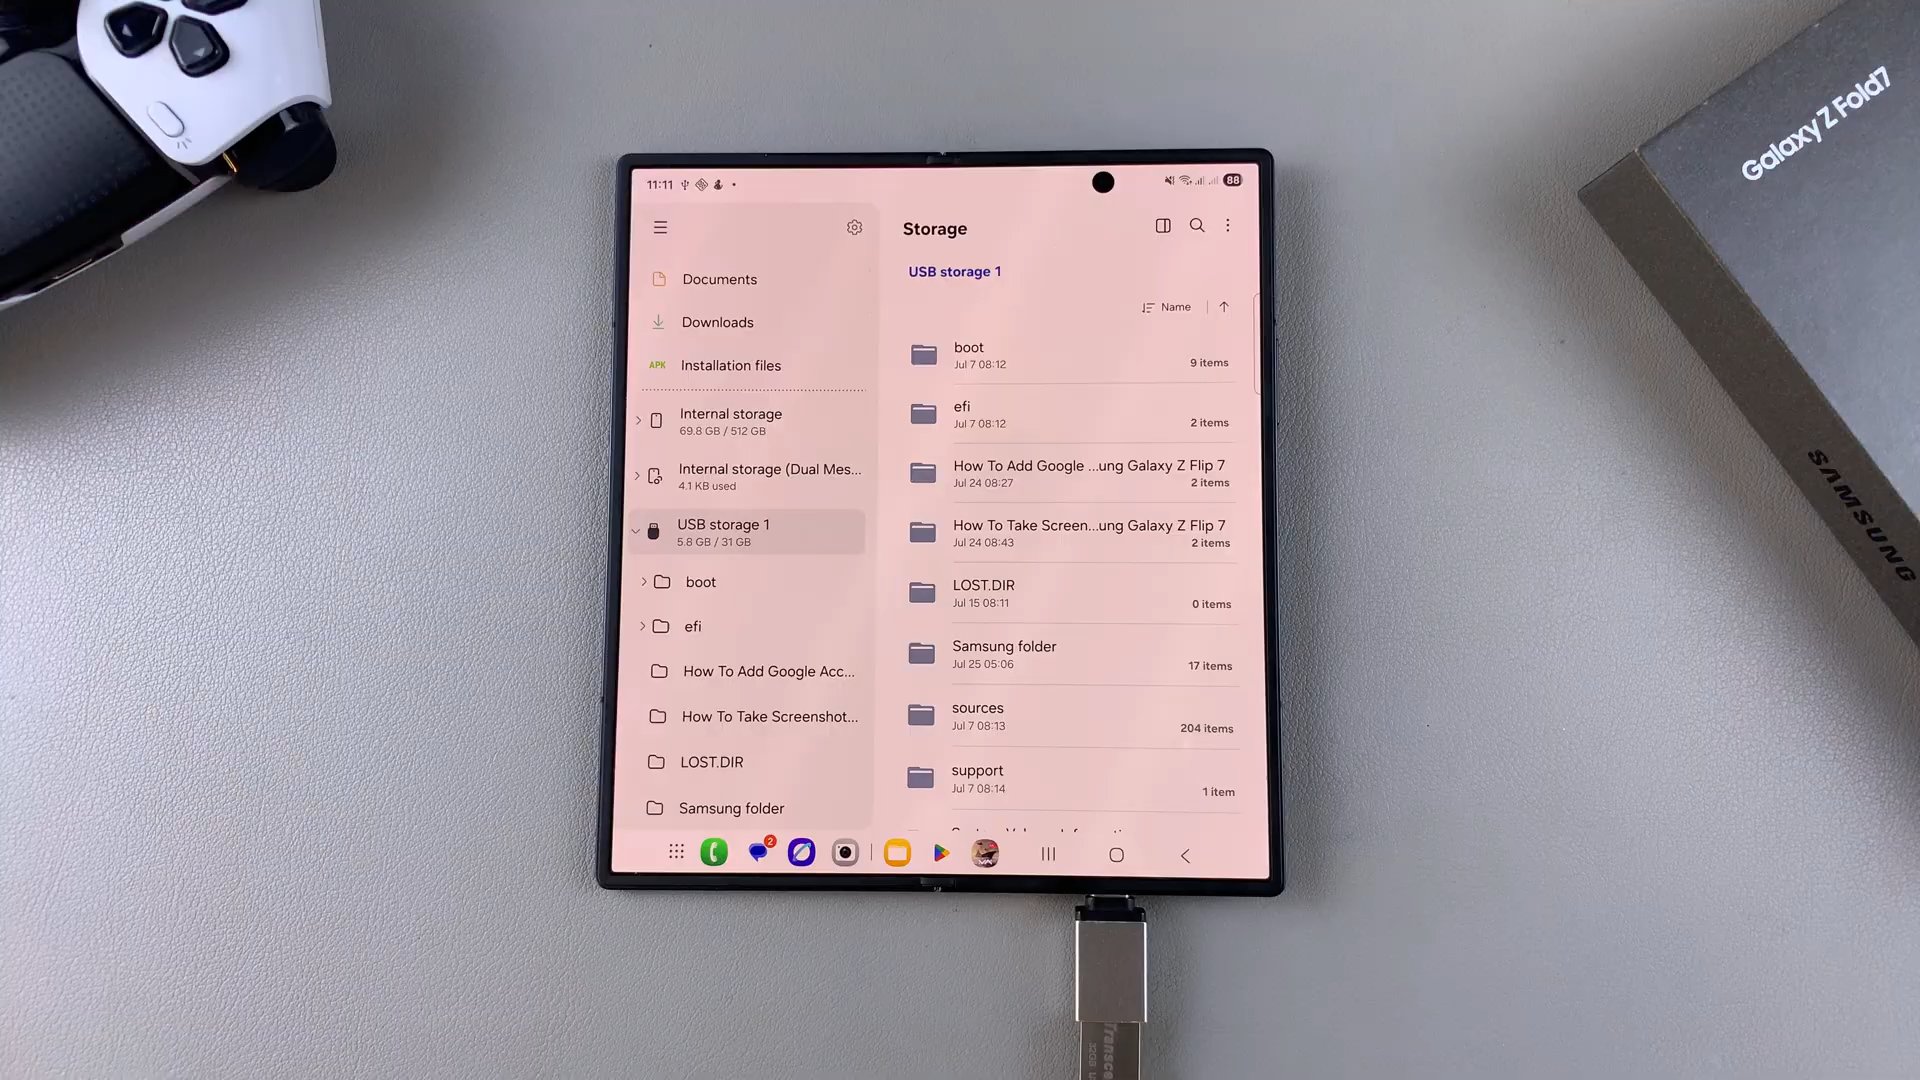 Galaxy Z Fold7
SAMSUNG
11:11
88
Documents
Downloads
APK Installation files
Internal storage
69.8 GB / 512 GB
Internal storage (Dual Mes...
4.1 KB used
USB storage 1
5.8 GB / 31 GB
boot
efi
How To Add Google Acc...
How To Take Screenshot...
LOST.DIR
Samsung folder
Storage
USB storage 1
Name
boot
Jul 7 08:12
9 items
efi
Jul 7 08:12
2 items
How To Add Google ...ung Galaxy Z Flip 7
Jul 24 08:27
2 items
How To Take Screen...ung Galaxy Z Flip 7
Jul 24 08:43
2 items
LOST.DIR
Jul 15 08:11
0 items
Samsung folder
Jul 25 05:06
17 items
sources
Jul 7 08:13
204 items
support
Jul 7 08:14
1 item
2
32GB